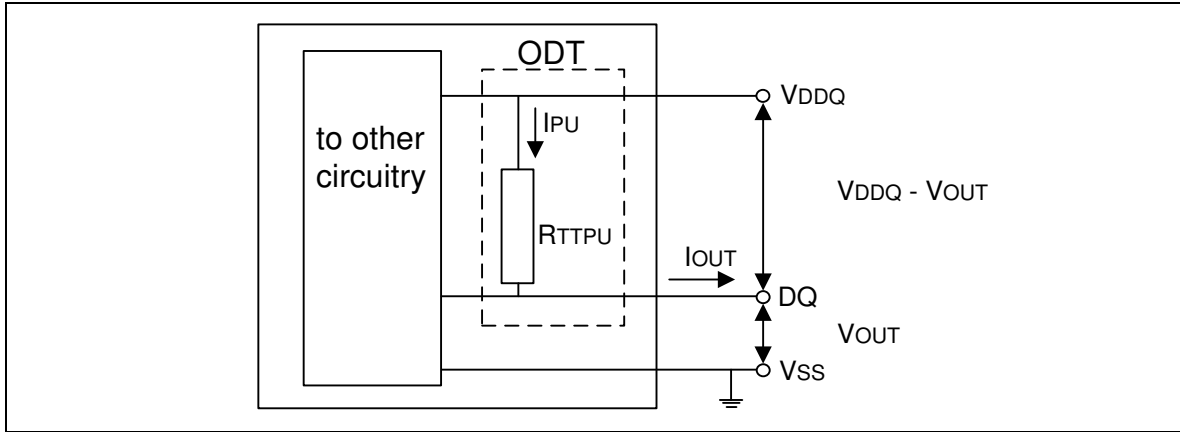 ODT
VDDQ
IPU
to other
circuitry
VDDQ - VOUT
RTTPU
IOUT
DQ
VOUT
VSS